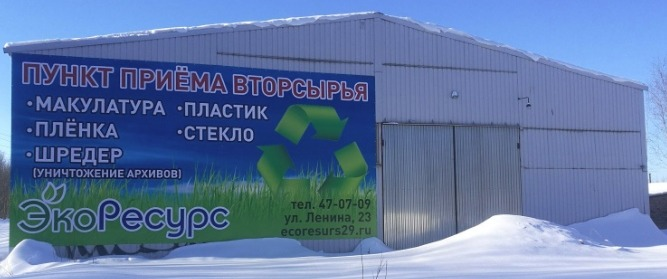 ПУНКТ ПРИЁМА ВТОРСЫРЬЯ
•МАКУЛАТУРА •ПЛАСТИК
•ПЛЁНКА •СТЕКЛО
•ШРЕДЕР
(УНИЧТОЖЕНИЕ АРХИВОВ)
ЭкоРесурс
тел. 47-07-09
ул. Ленина, 23
ecoresurs29.ru